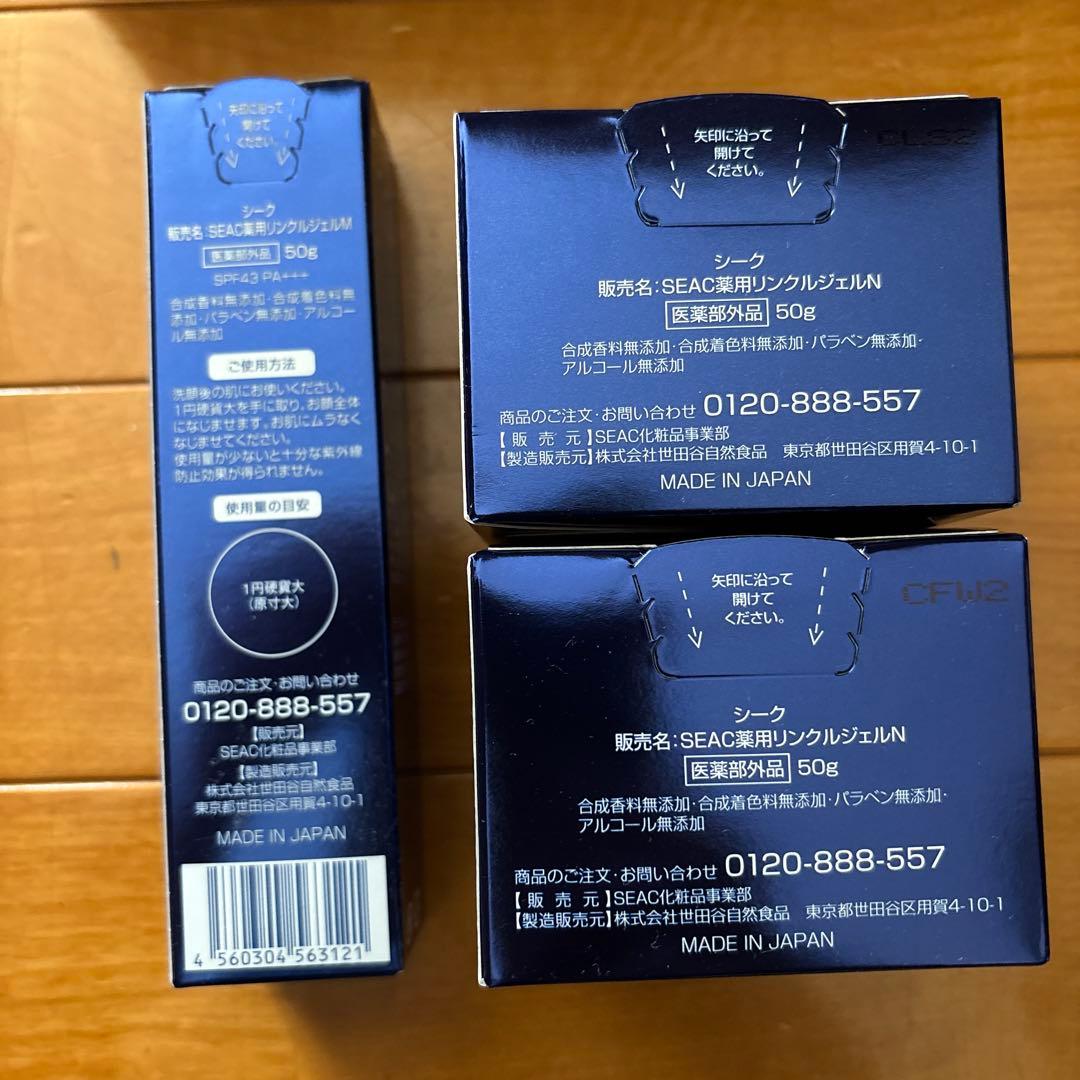 矢印に沿って
開けて
ください。
シーク
販売名:SEAC薬用リンクルジェルM
医薬部外品 50g
SPF43 PA+++
合成香料無添加・合成着色料無
添加・パラベン無添加・アルコー
ル無添加
ご使用方法
洗顔後の肌にお使いください。
1円硬貨大を手に取り、お顔全体
になじませます。お肌にムラなく
なじませてください。
使用量が少ないと十分な紫外線
防止効果が得られません。
使用量の目安
1円硬貨大
(原寸大)
商品のご注文・お問い合わせ
0120-888-557
【販売元】
SEAC化粧品事業部
【製造販売元】
株式会社世田谷自然食品
東京都世田谷区用賀4-10-1
MADE IN JAPAN
4 560304 563121
矢印に沿って
開けて
ください。
CLS2
シーク
販売名:SEAC薬用リンクルジェルN
医薬部外品 50g
合成香料無添加・合成着色料無添加・パラベン無添加・
アルコール無添加
商品のご注文・お問い合わせ 0120-888-557
【販売元】SEAC化粧品事業部
【製造販売元】株式会社世田谷自然食品 東京都世田谷区用賀4-10-1
MADE IN JAPAN
矢印に沿って
開けて
ください。
CFW2
シーク
販売名:SEAC薬用リンクルジェルN
医薬部外品 50g
合成香料無添加・合成着色料無添加・パラベン無添加・
アルコール無添加
商品のご注文・お問い合わせ 0120-888-557
【販売元】SEAC化粧品事業部
【製造販売元】株式会社世田谷自然食品 東京都世田谷区用賀4-10-1
MADE IN JAPAN